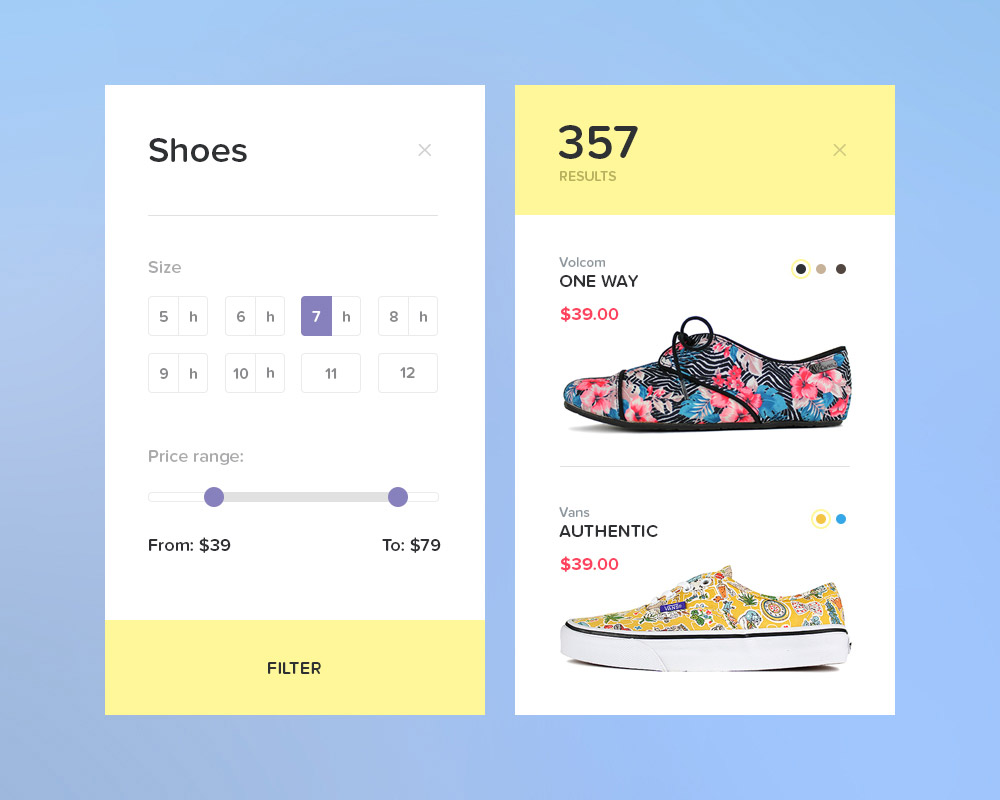 Shoes
Size
5 h 6 h 7 h 8 h
9 h 10 h 11 12
Price range:
From: $39 To: $79
FILTER
357
RESULTS
Volcom
ONE WAY
$39.00
Vans
AUTHENTIC
$39.00
VANS